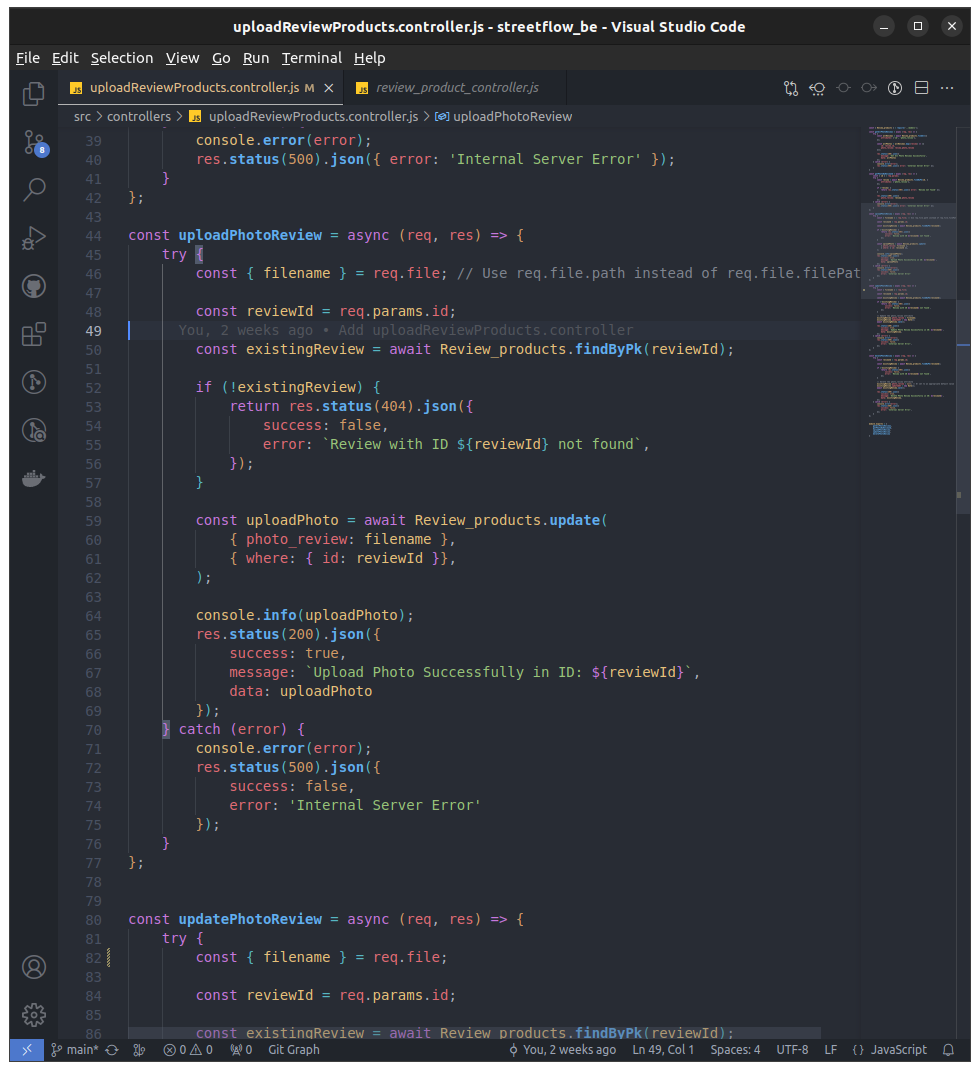 uploadReviewProducts.controller.js - streetflow_be - Visual Studio Code
File Edit Selection View Go Run Terminal Help
JS uploadReviewProducts.controller.js M JS review_product_controller.js
src > controllers > JS uploadReviewProducts.controller.js > uploadPhotoReview
39 console.error(error);
40 res.status(500).json({ error: 'Internal Server Error' });
41 }
42 };
43
44 const uploadPhotoReview = async (req, res) => {
45 try {
46 const { filename } = req.file; // Use req.file.path instead of req.file.filePat
47
48 const reviewId = req.params.id;
49 You, 2 weeks ago • Add uploadReviewProducts.controller
50 const existingReview = await Review_products.findByPk(reviewId);
51
52 if (!existingReview) {
53 return res.status(404).json({
54 success: false,
55 error: `Review with ID ${reviewId} not found`,
56 });
57 }
58
59 const uploadPhoto = await Review_products.update(
60 { photo_review: filename },
61 { where: { id: reviewId }},
62 );
63
64 console.info(uploadPhoto);
65 res.status(200).json({
66 success: true,
67 message: `Upload Photo Successfully in ID: ${reviewId}`,
68 data: uploadPhoto
69 });
70 } catch (error) {
71 console.error(error);
72 res.status(500).json({
73 success: false,
74 error: 'Internal Server Error'
75 });
76 }
77 };
78
79
80 const updatePhotoReview = async (req, res) => {
81 try {
82 const { filename } = req.file;
83
84 const reviewId = req.params.id;
85
86 const existingReview = await Review_products.findByPk(reviewId);
8
main* 0 0 0 Git Graph You, 2 weeks ago Ln 49, Col 1 Spaces: 4 UTF-8 LF {} JavaScript